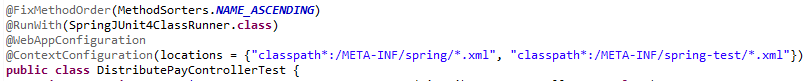 @FixMethodOrder(MethodSorters.NAME_ASCENDING)
@RunWith(SpringJUnit4ClassRunner.class)
@WebAppConfiguration
@ContextConfiguration(locations = {"classpath*:/META-INF/spring/*.xml", "classpath*:/META-INF/spring-test/*.xml"})
public class DistributePayControllerTest {